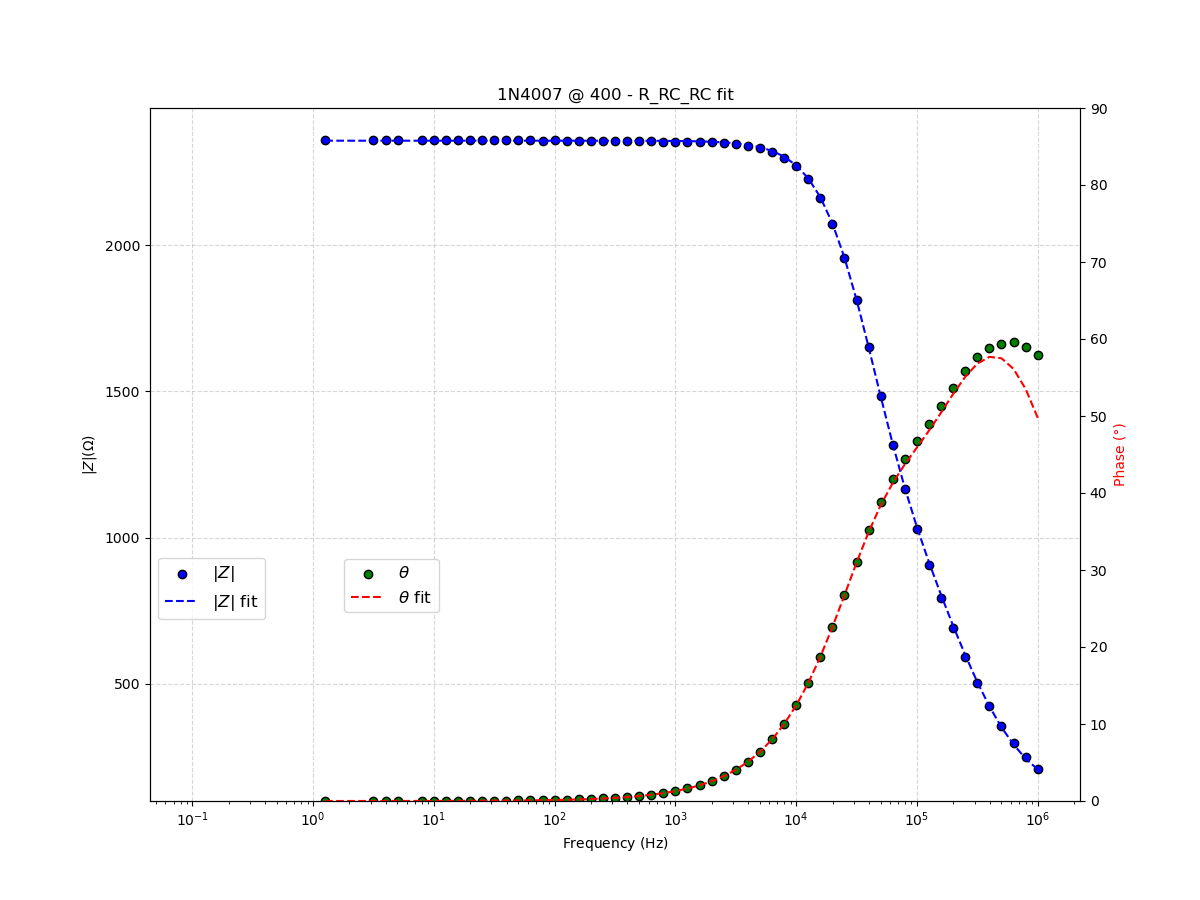 1N4007 @ 400 - R_RC_RC fit
90
80
70
60
50
40
30
20
10
0
Phase (°)
2000
1500
1000
500
|Z|(Ω)
|Z|
|Z| fit
θ
θ fit
10⁻¹ 10⁰ 10¹ 10² 10³ 10⁴ 10⁵ 10⁶
Frequency (Hz)